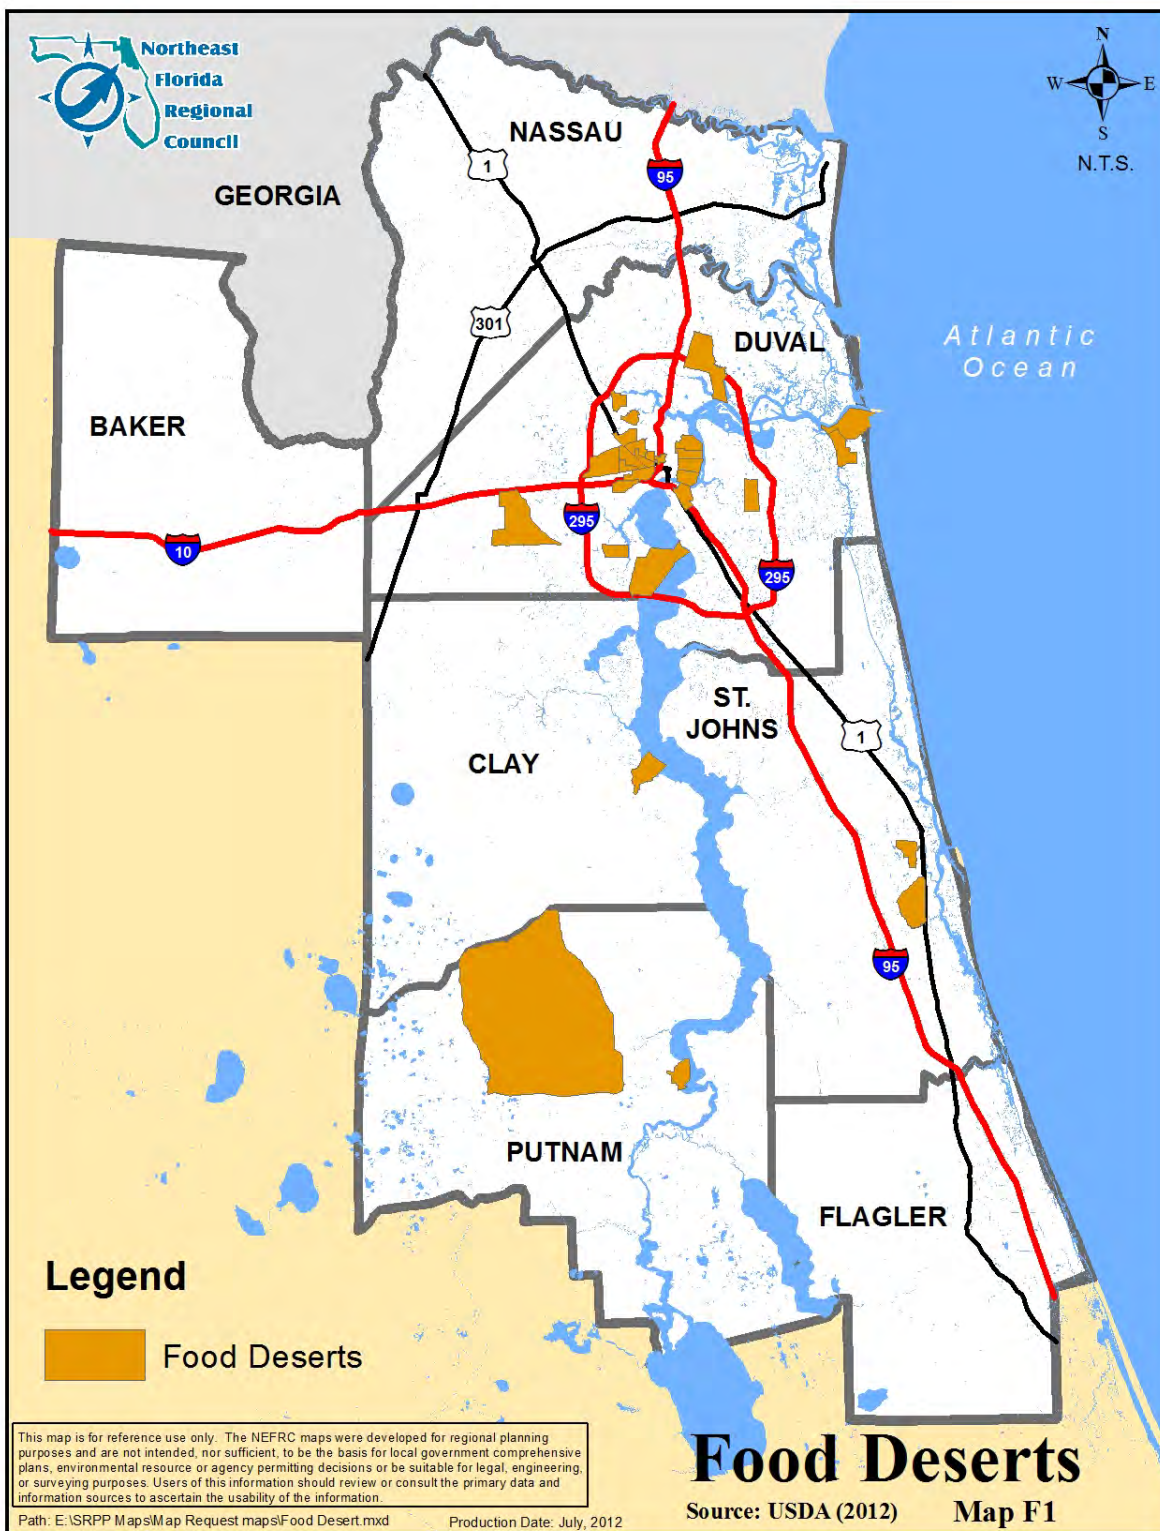 Northeast
Florida
Regional
Council
N
W
E
S
N.T.S.
NASSAU
1
95
GEORGIA
301
DUVAL
Atlantic
Ocean
BAKER
295
10
295
ST.
JOHNS
1
CLAY
95
PUTNAM
FLAGLER
Legend
Food Deserts
This map is for reference use only. The NEFRC maps were developed for regional planning
purposes and are not intended, nor sufficient, to be the basis for local government comprehensive
plans, environmental resource or agency permitting decisions or be suitable for legal, engineering,
or surveying purposes. Users of this information should review or consult the primary data and
information sources to ascertain the usability of the information.
Path: E:\SRPP Maps\Map Request maps\Food Desert.mxd
Production Date: July, 2012
Food Deserts
Source: USDA (2012)
Map F1